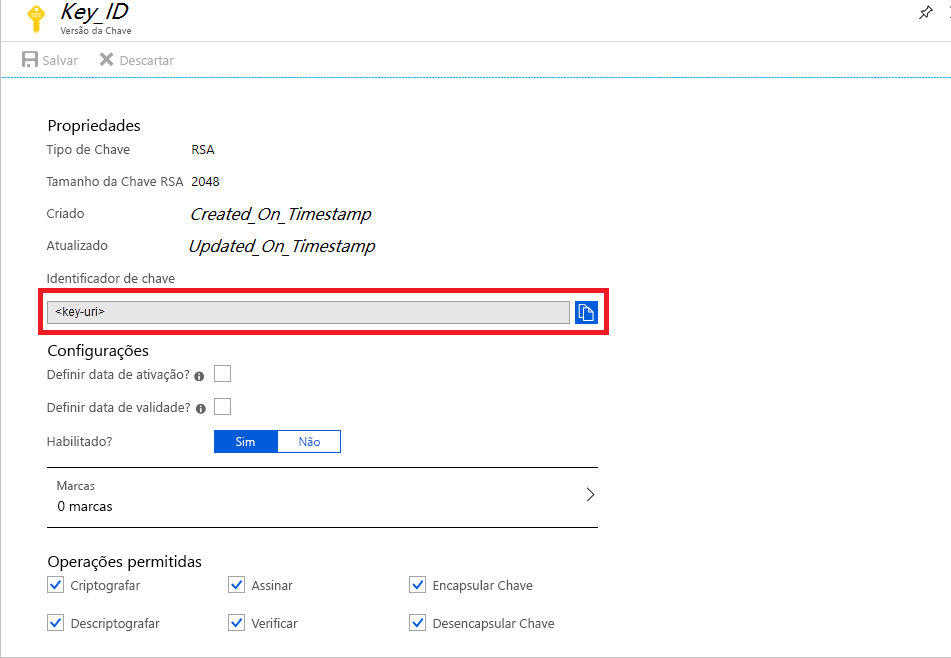 Key_ID
Versão da Chave
Salvar Descartar
Propriedades
Tipo de Chave RSA
Tamanho da Chave RSA 2048
Criado Created_On_Timestamp
Atualizado Updated_On_Timestamp
Identificador de chave
<key-uri>
Configurações
Definir data de ativação?
Definir data de validade?
Habilitado? Sim Não
Marcas
0 marcas
Operações permitidas
Criptografar Assinar Encapsular Chave
Descriptografar Verificar Desencapsular Chave